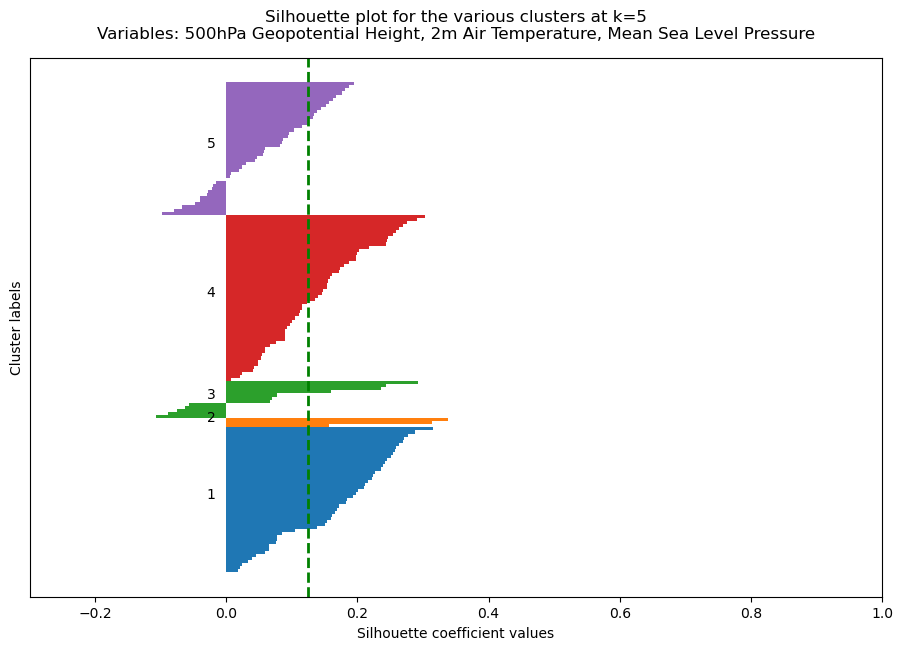 Silhouette plot for the various clusters at k=5
Variables: 500hPa Geopotential Height, 2m Air Temperature, Mean Sea Level Pressure
Cluster labels
5
4
3
2
1
−0.2 0.0 0.2 0.4 0.6 0.8 1.0
Silhouette coefficient values